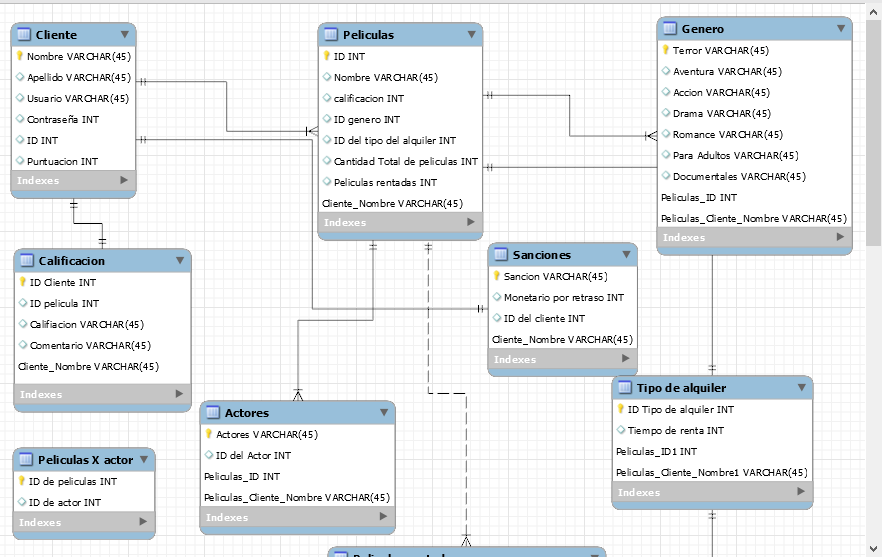 Cliente
Nombre VARCHAR(45)
Apellido VARCHAR(45)
Usuario VARCHAR(45)
Contraseña INT
ID INT
Puntuacion INT
Indexes
Peliculas
ID INT
Nombre VARCHAR(45)
calificacion INT
ID genero INT
ID del tipo del alquiler INT
Cantidad Total de peliculas INT
Peliculas rentadas INT
Cliente_Nombre VARCHAR(45)
Indexes
Genero
Terror VARCHAR(45)
Aventura VARCHAR(45)
Accion VARCHAR(45)
Drama VARCHAR(45)
Romance VARCHAR(45)
Para Adultos VARCHAR(45)
Documentales VARCHAR(45)
Peliculas_ID INT
Peliculas_Cliente_Nombre VARCHAR(45)
Indexes
Calificacion
ID Cliente INT
ID pelicula INT
Califiacion VARCHAR(45)
Comentario VARCHAR(45)
Cliente_Nombre VARCHAR(45)
Indexes
Sanciones
Sancion VARCHAR(45)
Monetario por retraso INT
ID del cliente INT
Cliente_Nombre VARCHAR(45)
Indexes
Tipo de alquiler
ID Tipo de alquiler INT
Tiempo de renta INT
Peliculas_ID1 INT
Peliculas_Cliente_Nombre1 VARCHAR(45)
Indexes
Actores
Actores VARCHAR(45)
ID del Actor INT
Peliculas_ID INT
Peliculas_Cliente_Nombre VARCHAR(45)
Indexes
Peliculas X actor
ID de peliculas INT
ID de actor INT
Indexes